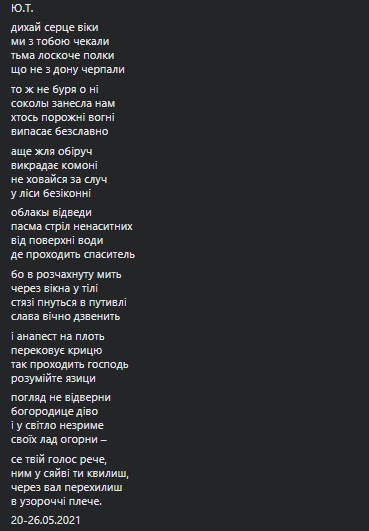 Ю.Т.
дихай серце віки
ми з тобою чекали
тьма лоскоче полки
що не з дону черпали
то ж не буря о ні
соколы занесла нам
хтось порожні вогні
випасає безславно
аще жля обіруч
викрадає комоні
не ховайся за случ
у ліси безіконні
облакы відведи
пасма стріл ненаситних
від поверхні води
де проходить спаситель
бо в розчахнуту мить
через вікна у тілі
стязі пнуться в путивлі
слава вічно дзвенить
і анапест на плоть
перековує крицю
так проходить господь
розумійте язици
погляд не відверни
богородице діво
і у світло незриме
своїх лад огорни –
се твій голос рече,
ним у сяйві ти квилиш,
через вал перехилиш
в узороччі плече.
20-26.05.2021